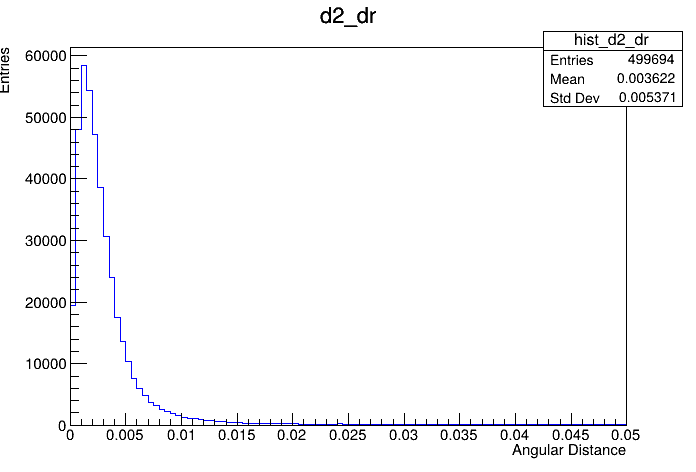 d2_dr
hist_d2_dr
Entries 499694
Mean 0.003622
Std Dev 0.005371
Entries
60000
50000
40000
30000
20000
10000
0
0 0.005 0.01 0.015 0.02 0.025 0.03 0.035 0.04 0.045 0.05
Angular Distance